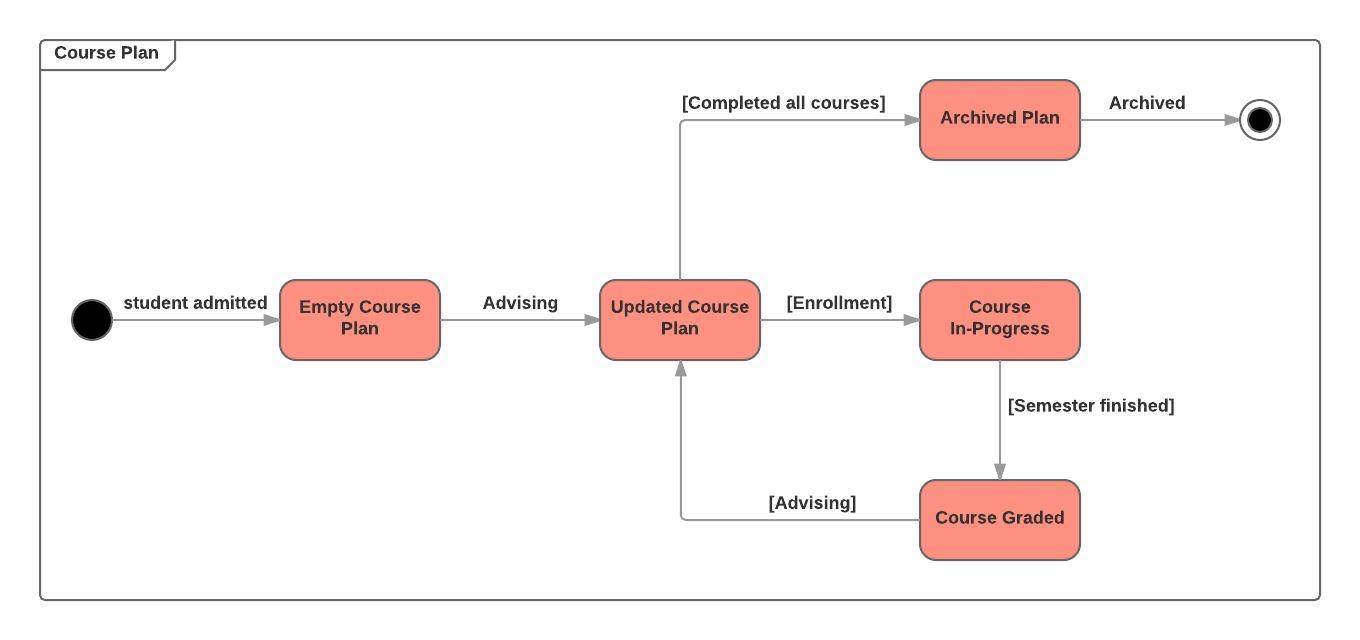 Course Plan
[Completed all courses]
Archived Plan
Archived
student admitted
Empty Course
Plan
Advising
Updated Course
Plan
[Enrollment]
Course
In-Progress
[Semester finished]
[Advising]
Course Graded